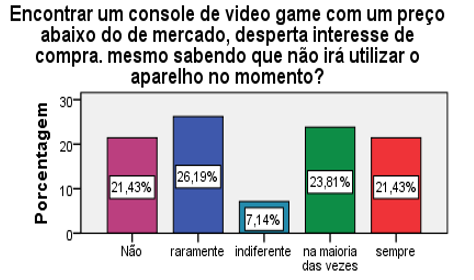 Encontrar um console de video game com um preço
abaixo do de mercado, desperta interesse de
compra. mesmo sabendo que não irá utilizar o
aparelho no momento?
Porcentagem
30
20
10
0
21,43%
26,19%
7,14%
23,81%
21,43%
Não
raramente
indiferente
na maioria
das vezes
sempre